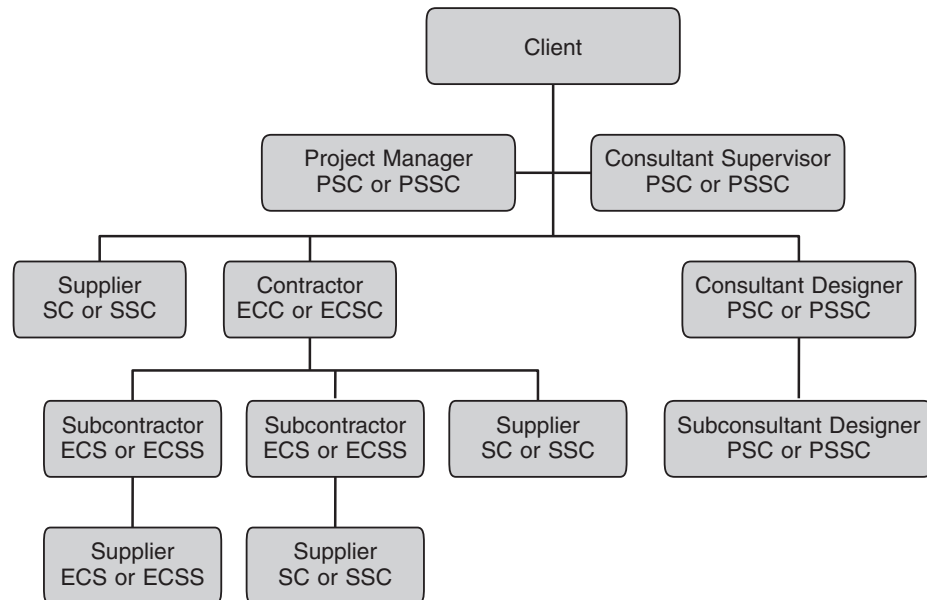 Client
Project Manager
PSC or PSSC
Consultant Supervisor
PSC or PSSC
Supplier
SC or SSC
Contractor
ECC or ECSC
Consultant Designer
PSC or PSSC
Subcontractor
ECS or ECSS
Subcontractor
ECS or ECSS
Supplier
SC or SSC
Subconsultant Designer
PSC or PSSC
Supplier
ECS or ECSS
Supplier
SC or SSC